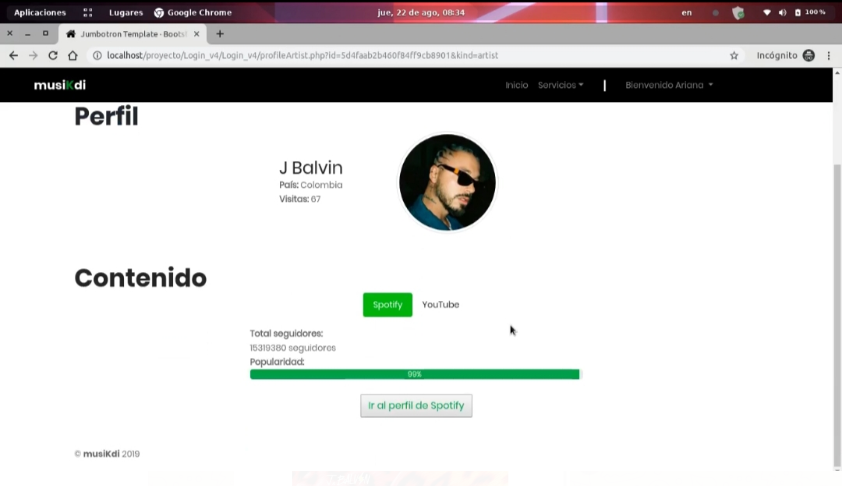 Aplicaciones Lugares Google Chrome jue, 22 de ago, 08:34 en 100 %
Jumbotron Template · Boots
localhost/proyecto/Login_v4/Login_v4/profileArtist.php?id=5d4faab2b460f84ff9cb8901&kind=artist Incógnito
musiKdi Inicio Servicios Bienvenido Ariana
Perfil
J Balvin
País: Colombia
Visitas: 67
Contenido
Spotify YouTube
Total seguidores:
15319380 seguidores
Popularidad:
99%
Ir al perfil de Spotify
© musiKdi 2019